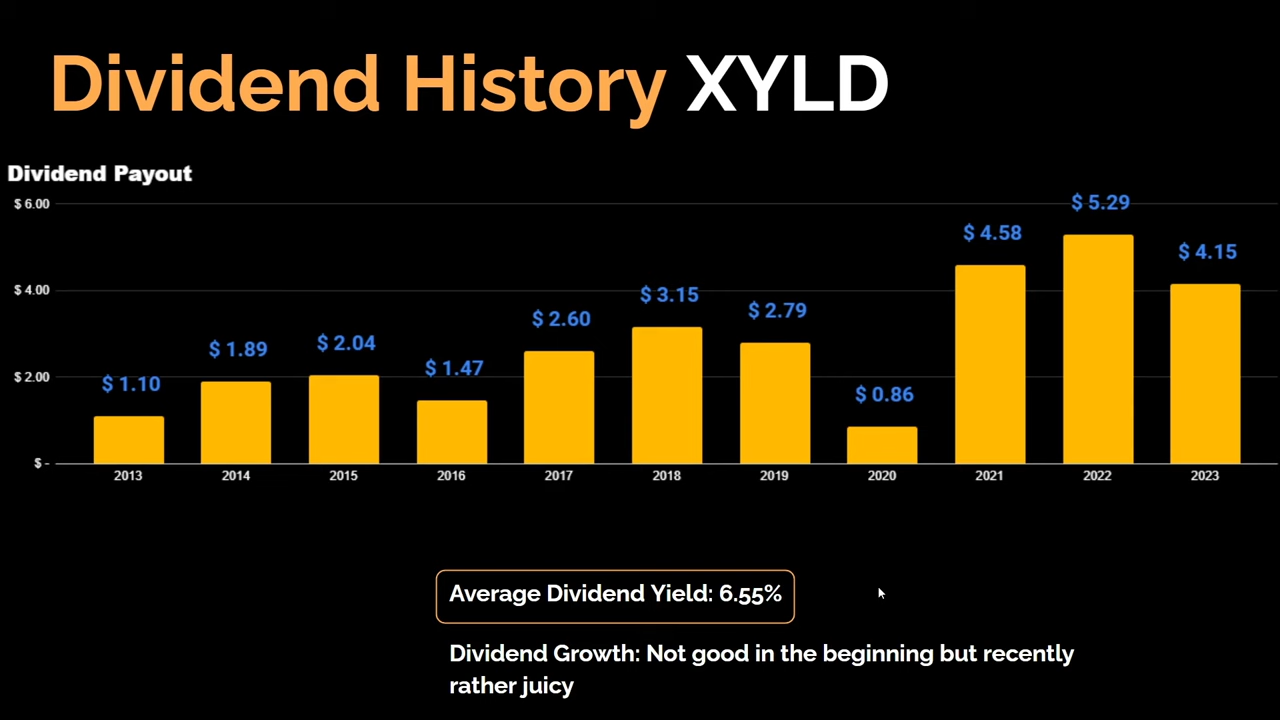 Dividend History XYLD
Dividend Payout
$ 6.00
$ 4.00
$ 2.00
$ -
$ 1.10
$ 1.89
$ 2.04
$ 1.47
$ 2.60
$ 3.15
$ 2.79
$ 0.86
$ 4.58
$ 5.29
$ 4.15
2013 2014 2015 2016 2017 2018 2019 2020 2021 2022 2023
Average Dividend Yield: 6.55%
Dividend Growth: Not good in the beginning but recently
rather juicy